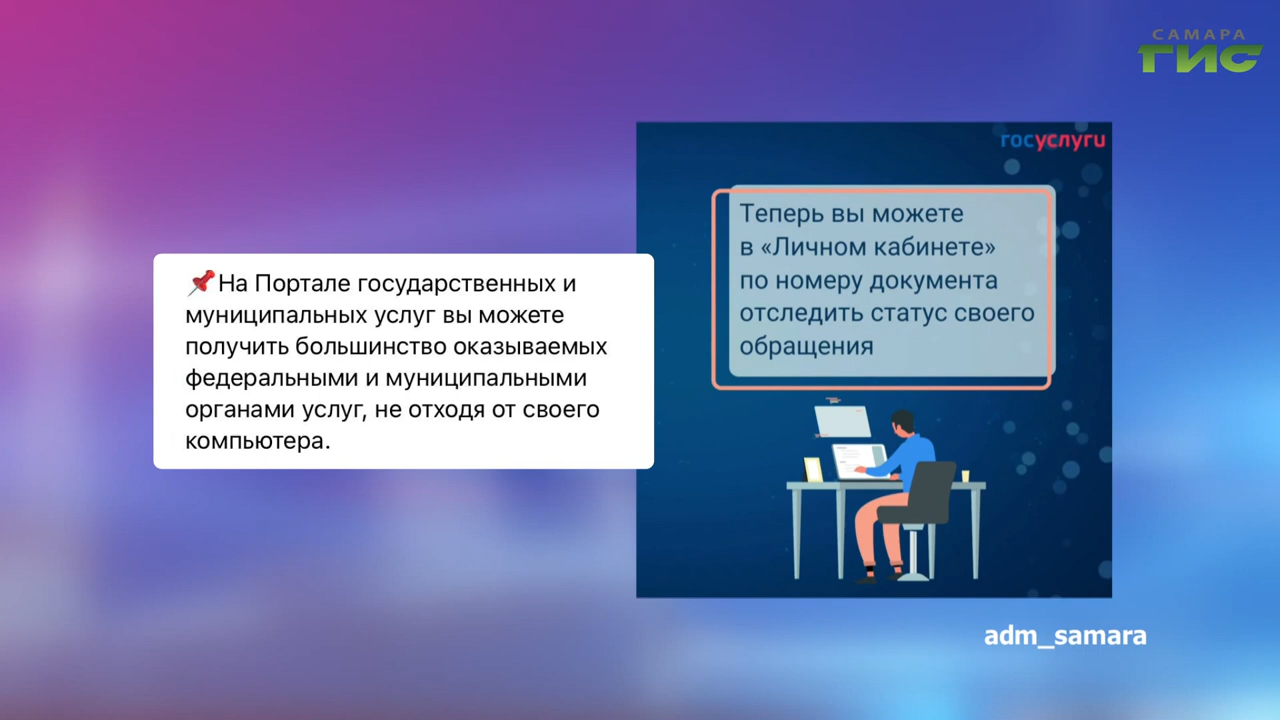 САМАРА
ГИС
госуслуги
Теперь вы можете
в «Личном кабинете»
по номеру документа
отследить статус своего
обращения
📌На Портале государственных и
муниципальных услуг вы можете
получить большинство оказываемых
федеральными и муниципальными
органами услуг, не отходя от своего
компьютера.
adm_samara